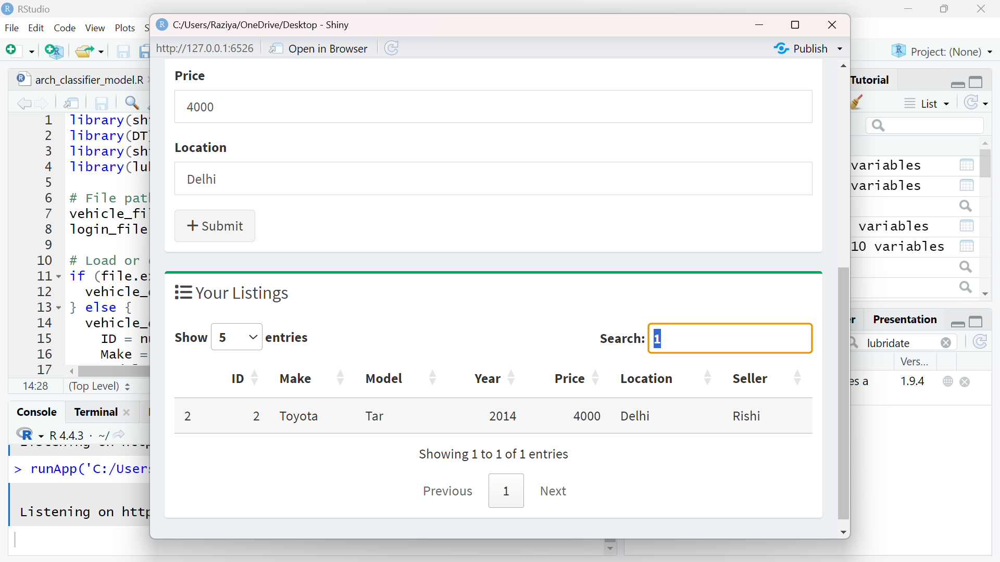 RStudio
File Edit Code View Plots
Project: (None)
arch_classifier_model.R
1 library(sh
2 library(DT
3 library(sh
4 library(lu
5
6 # File pat
7 vehicle_fi
8 login_file
9
10 # Load or
11 if (file.e
12 vehicle_
13 } else {
14 vehicle_
15 ID = n
16 Make =
17
14:28 (Top Level)
Console Terminal
R 4.4.3 · ~/
> runApp('C:/User
Listening on http
C:/Users/Raziya/OneDrive/Desktop - Shiny
http://127.0.0.1:6526 Open in Browser Publish
Price
4000
Location
Delhi
+ Submit
Your Listings
Show 5 entries Search: 1
ID Make Model Year Price Location Seller
2 2 Toyota Tar 2014 4000 Delhi Rishi
Showing 1 to 1 of 1 entries
Previous 1 Next
Tutorial
List
variables
variables
variables
10 variables
Presentation
lubridate
Vers...
es a 1.9.4